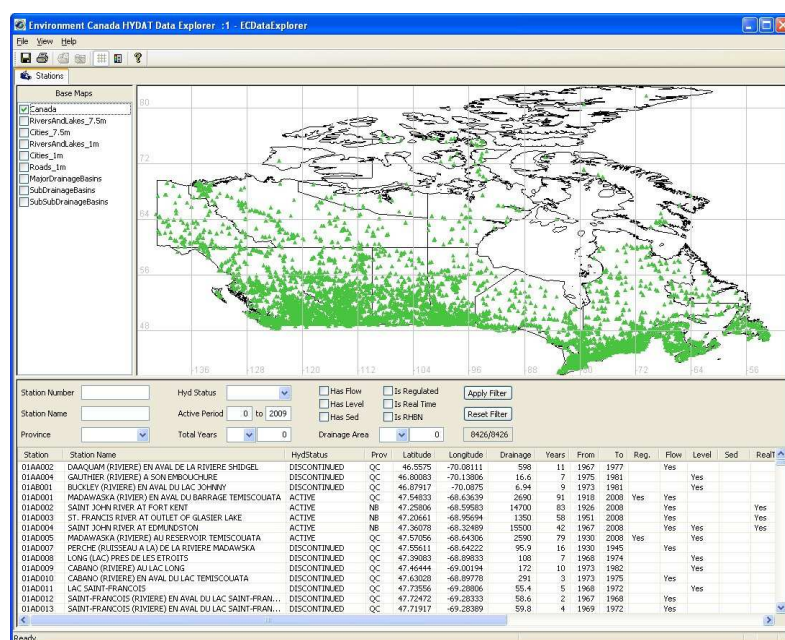 Environment Canada HYDAT Data Explorer :1 - ECDataExplorer
File View Help
Stations
Base Maps
Canada
RiversAndLakes_7.5m
Cities_7.5m
RiversAndLakes_1m
Cities_1m
Roads_1m
MajorDrainageBasins
SubDrainageBasins
SubSubDrainageBasins
80
72
64
56
48
-136 -128 -120 -112 -104 -96 -88 -80 -72 -64 -56
Station Number Hyd Status Has Flow Is Regulated Apply Filter
Has Level Is Real Time
Station Name Active Period 0 to 2009 Has Sed Is RHBN Reset Filter
Province Total Years 0 Drainage Area 0 8426/8426
Station Station Name HydStatus Prov Latitude Longitude Drainage Years From To Reg. Flow Level Sed RealT
01AA002 DAAQUAM (RIVIERE) EN AVAL DE LA RIVIERE SHIDGEL DISCONTINUED QC 46.5575 -70.08111 598 11 1967 1977 Yes
01AA004 GAUTHIER (RIVIERE) A SON EMBOUCHURE DISCONTINUED QC 46.80083 -70.13806 16.6 7 1975 1981 Yes
01AB001 BUCKLEY (RIVIERE) EN AVAL DU LAC JOHNNY DISCONTINUED QC 46.87917 -70.0875 6.94 9 1973 1981 Yes
01AD001 MADAWASKA (RIVIER) EN AVAL DU BARRAGE TEMISCOUATA ACTIVE QC 47.54833 -68.63639 2690 91 1918 2008 Yes Yes
01AD002 SAINT JOHN RIVER AT FORT KENT ACTIVE NB 47.25806 -68.59583 14700 83 1926 2008 Yes Yes
01AD003 ST. FRANCIS RIVER AT OUTLET OF GLASIER LAKE ACTIVE NB 47.20661 -68.95694 1350 58 1951 2008 Yes Yes
01AD004 SAINT JOHN RIVER AT EDMUNDSTON ACTIVE NB 47.36078 -68.32489 15500 42 1967 2008 Yes Yes Yes
01AD005 MADAWASKA (RIVIERE) AU RESERVOIR TEMISCOUATA ACTIVE QC 47.57056 -68.64306 2590 79 1930 2008 Yes Yes
01AD007 PERCHE (RUISSEAU A LA) DE LA RIVIERE MADAWSKA DISCONTINUED QC 47.55611 -68.64222 95.9 16 1930 1945 Yes
01AD008 LONG (LAC) PRES DE LES ETROITS DISCONTINUED QC 47.39083 -68.89833 108 7 1968 1974 Yes
01AD009 CABANO (RIVIERE) AU LAC LONG DISCONTINUED QC 47.46444 -69.00194 172 10 1973 1982 Yes
01AD010 CABANO (RIVIERE) EN AVAL DU LAC TEMISCOUATA DISCONTINUED QC 47.63028 -68.89778 291 3 1973 1975 Yes
01AD011 LAC SAINT-FRANCOIS DISCONTINUED QC 47.73556 -69.28806 55.4 5 1968 1972 Yes
01AD012 SAINT-FRANCOIS (RIVIERE) EN AVAL DU LAC SAINT-FRAN... DISCONTINUED QC 47.72472 -69.28333 58.6 2 1967 1968 Yes
01AD013 SAINT-FRANCOIS (RIVIERE) EN AVAL DU LAC SAINT-FRAN... DISCONTINUED QC 47.71917 -69.28389 59.8 4 1969 1972 Yes
Ready